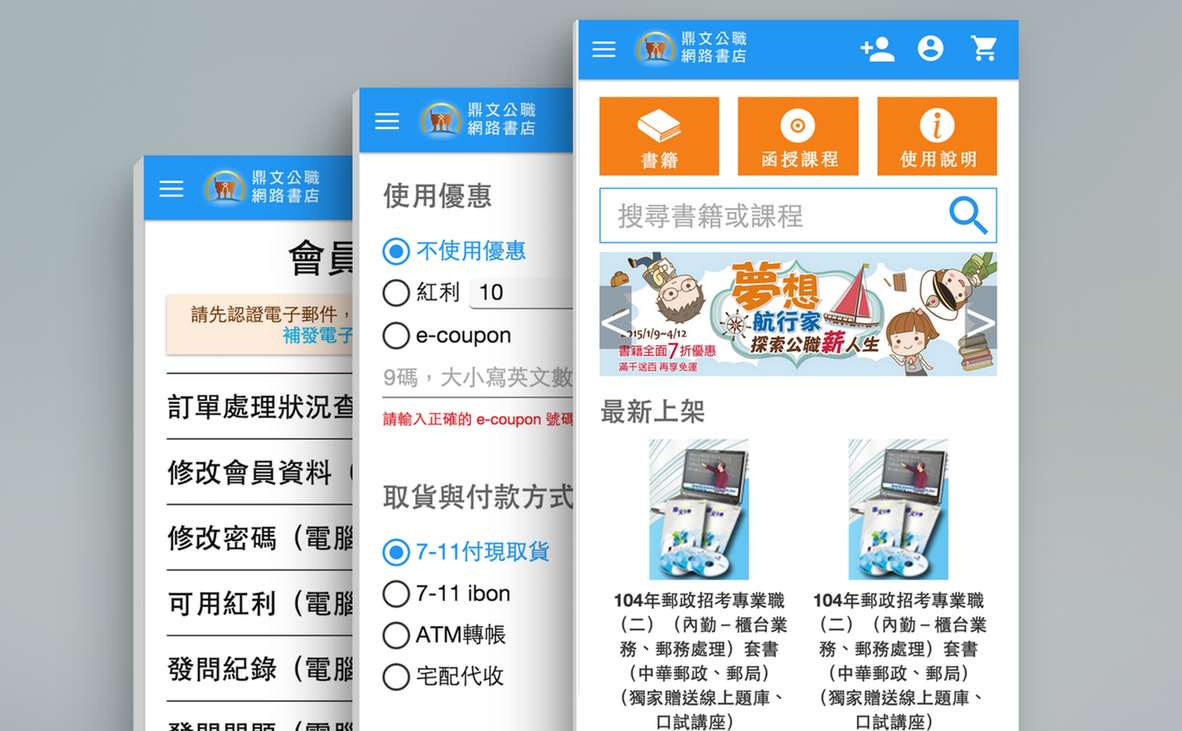 鼎文公職
網路書店
會員
請先認證電子郵件，
補發電子
訂單處理狀況查
修改會員資料（
修改密碼（電腦
可用紅利（電腦
發問紀錄（電腦
鼎文公職
網路書店
使用優惠
不使用優惠
紅利 10
e-coupon
9碼，大小寫英文數
請輸入正確的 e-coupon 號碼
取貨與付款方式
7-11付現取貨
7-11 ibon
ATM轉帳
宅配代收
鼎文公職
網路書店
書籍
函授課程
使用說明
搜尋書籍或課程
夢想
航行家
探索公職薪人生
2015/1/9~4/12
書籍全面7折優惠
滿千送百 再享免運
最新上架
104年郵政招考專業職
（二）（內勤－櫃台業
務、郵務處理）套書
（中華郵政、郵局）
（獨家贈送線上題庫、
口試講座）
104年郵政招考專業職
（二）（內勤－櫃台業
務、郵務處理）套書
（中華郵政、郵局）
（獨家贈送線上題庫、
口試講座）